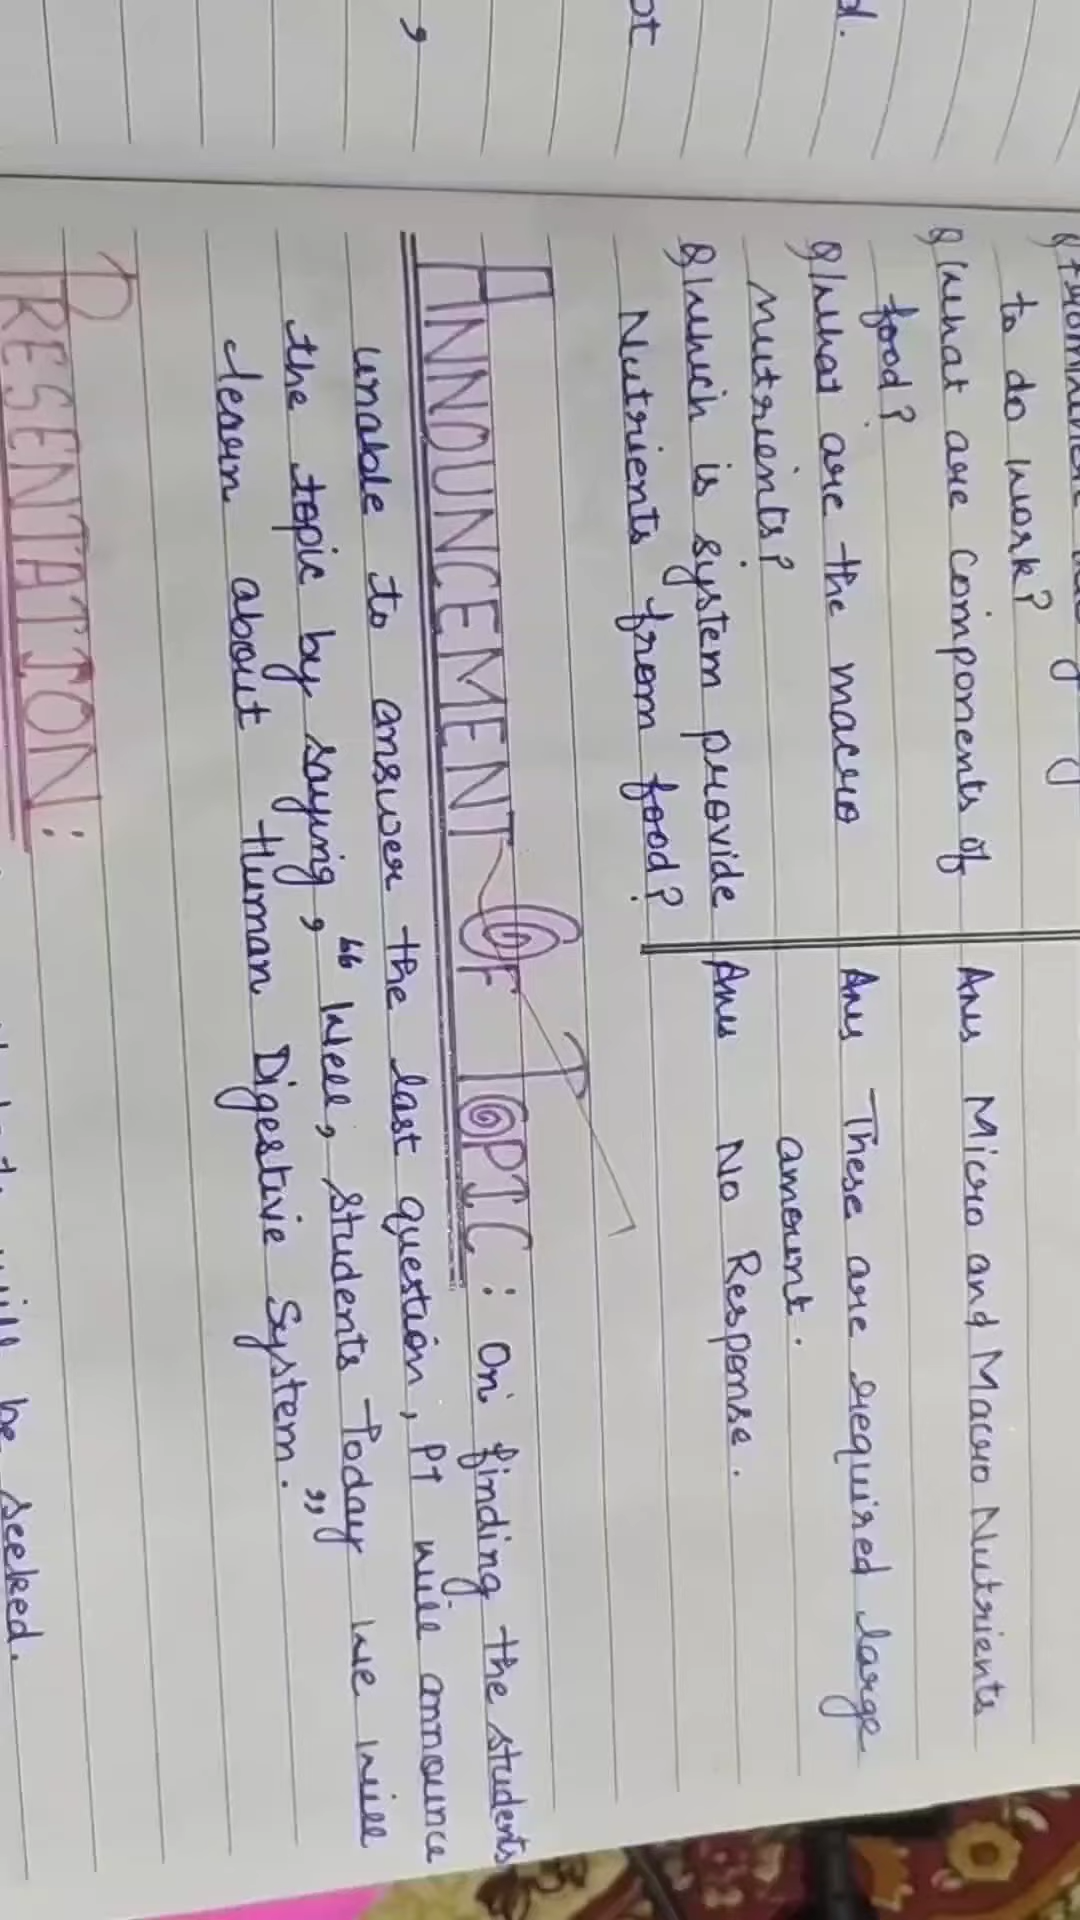 to do work?
Q What are components of Ans Micro and Macro Nutrients
food?
Q What are the macro Ans These are required large
nutrients? amount.
Q Which is system provide Ans No Response.
Nutrients from food?
ANNOUNCEMENT OF TOPIC : On finding the students
unable to answer the last question, PT will announce
the topic by saying, “Well, students Today we will
learn about Human Digestive System.”
PRESENTATION:
will be seeked.